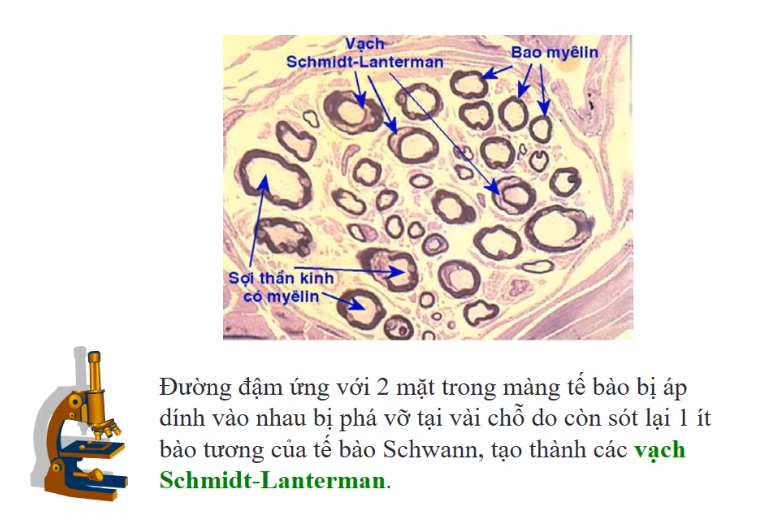 Vạch
Schmidt-Lanterman
Bao myêlin
Sợi thần kinh
có myêlin
Đường đậm ứng với 2 mặt trong màng tế bào bị áp
dính vào nhau bị phá vỡ tại vài chỗ do còn sót lại 1 ít
bào tương của tế bào Schwann, tạo thành các vạch
Schmidt-Lanterman.